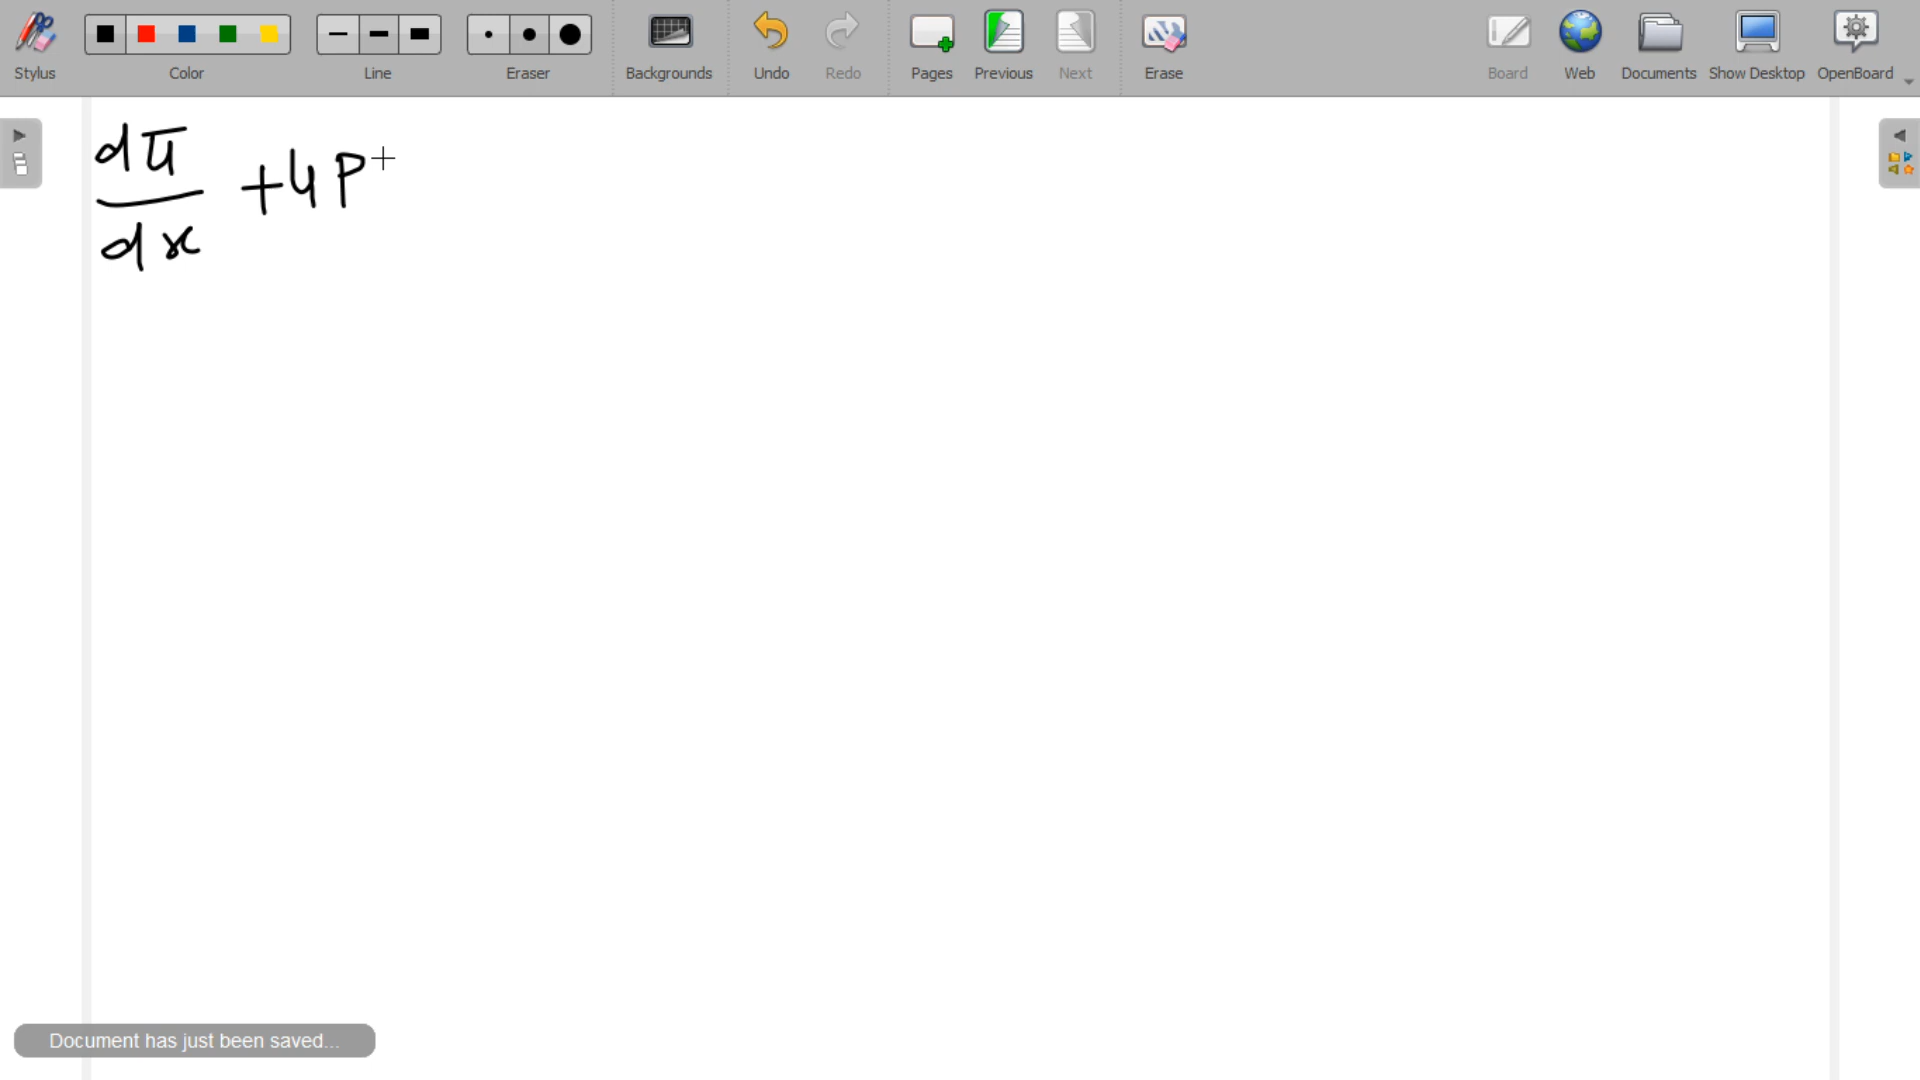 Stylus Color Line Eraser Backgrounds Undo Redo Pages Previous Next Erase Board Web Documents Show Desktop OpenBoard
dū
+4P
dx
Document has just been saved...